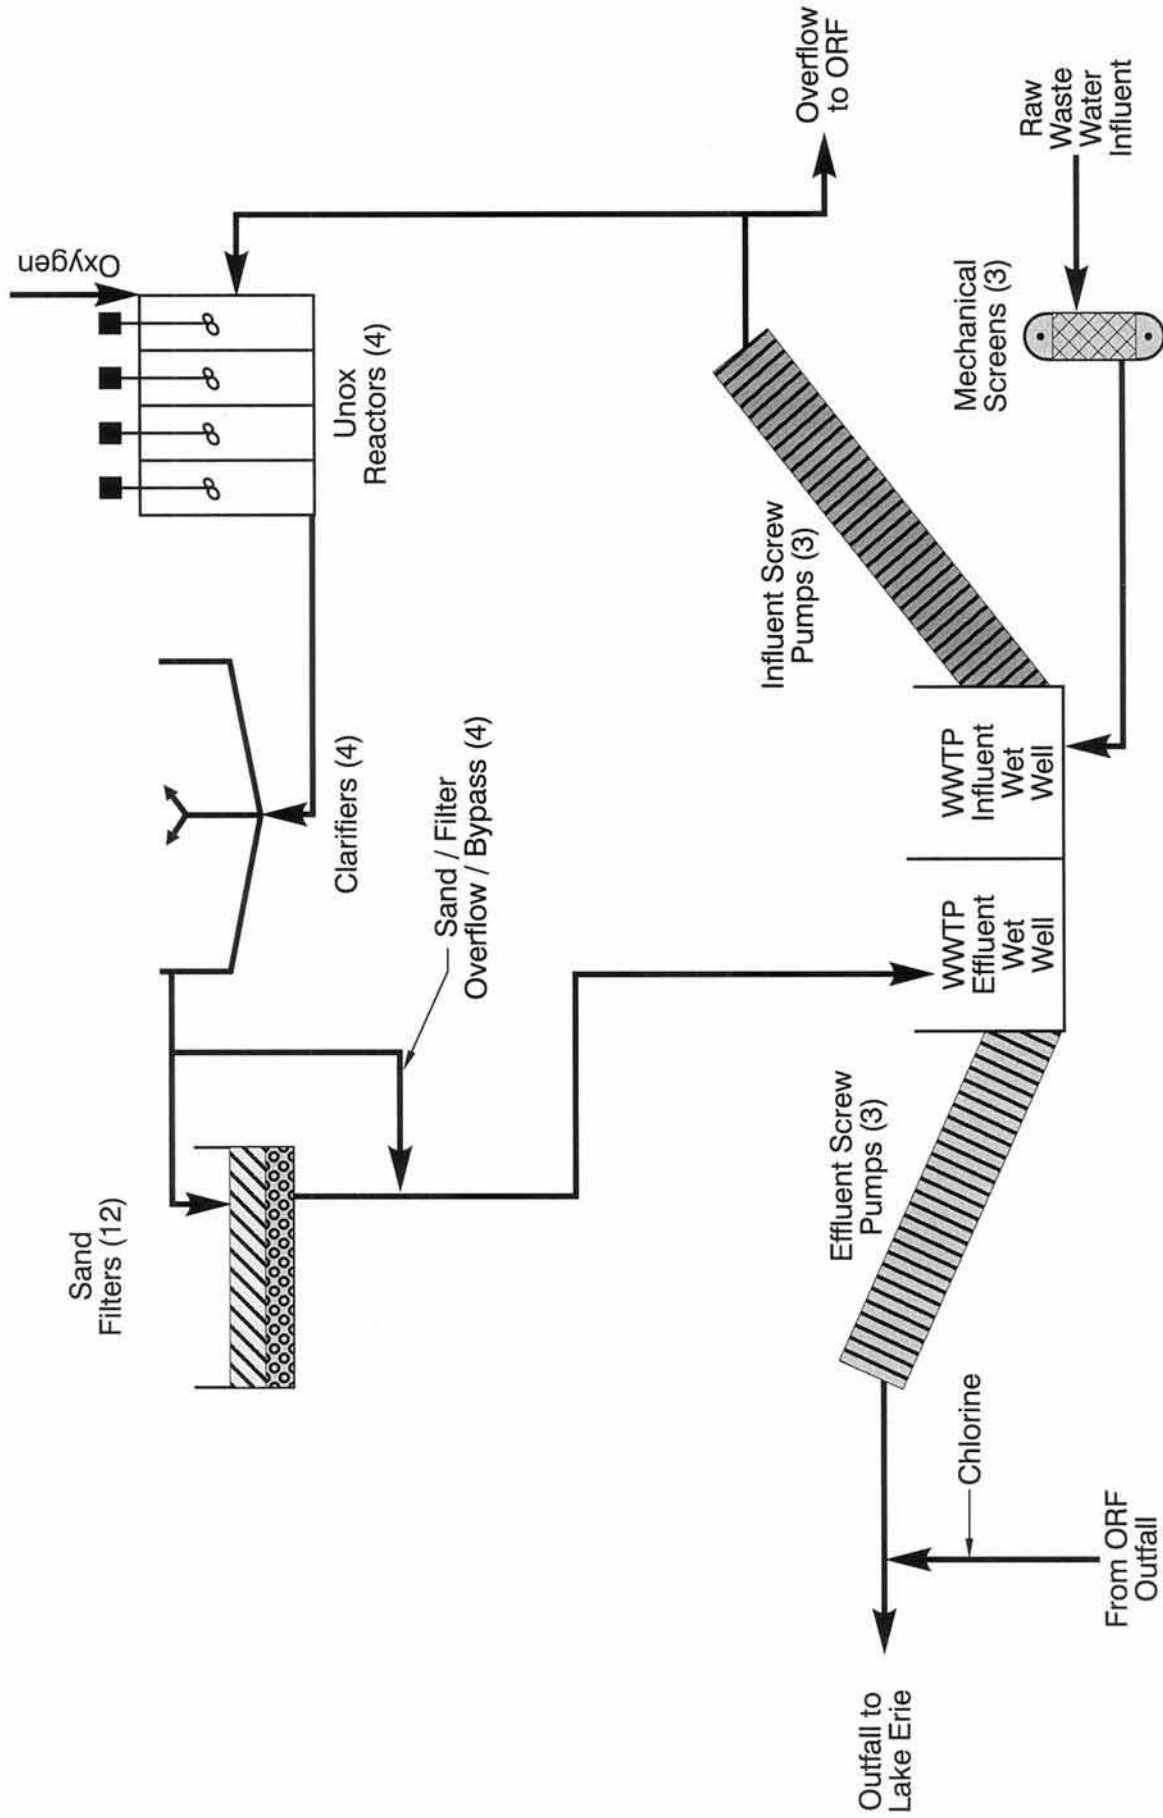 Sand
Filters (12)
Oxygen
Unox
Reactors (4)
Clarifiers (4)
Sand / Filter
Overflow / Bypass (4)
Overflow
to ORF
Influent Screw
Pumps (3)
Effluent Screw
Pumps (3)
Outfall to
Lake Erie
Chlorine
From ORF
Outfall
WWTP
Effluent
Wet
Well
WWTP
Influent
Wet
Well
Mechanical
Screens (3)
Raw
Waste
Water
Influent